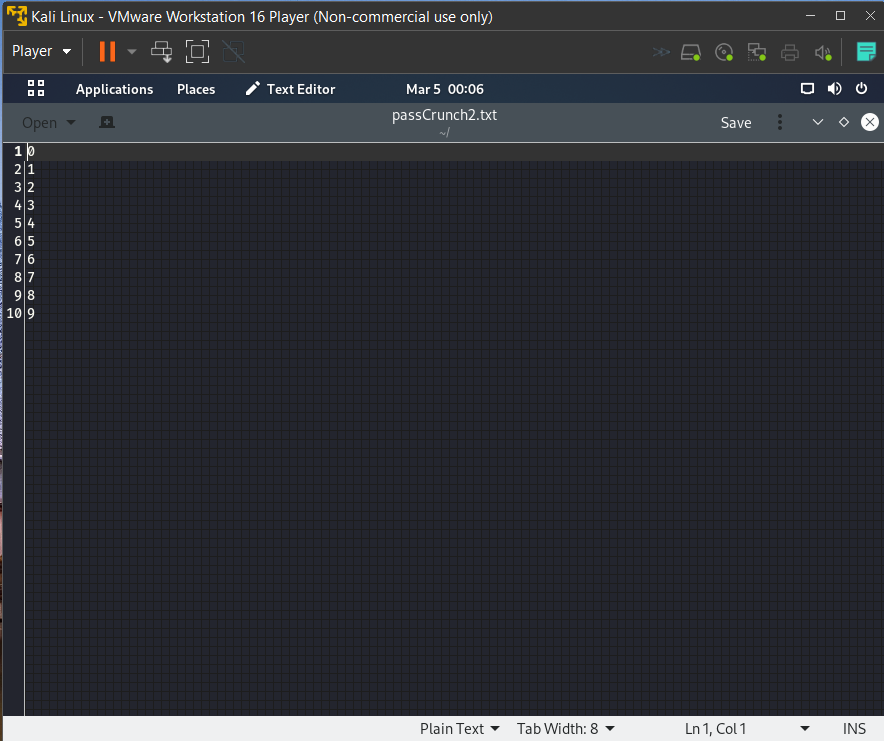 Kali Linux - VMware Workstation 16 Player (Non-commercial use only)
Player
Applications Places Text Editor Mar 5 00:06
Open passCrunch2.txt Save
~/
1 0
2 1
3 2
4 3
5 4
6 5
7 6
8 7
9 8
10 9
Plain Text Tab Width: 8 Ln 1, Col 1 INS